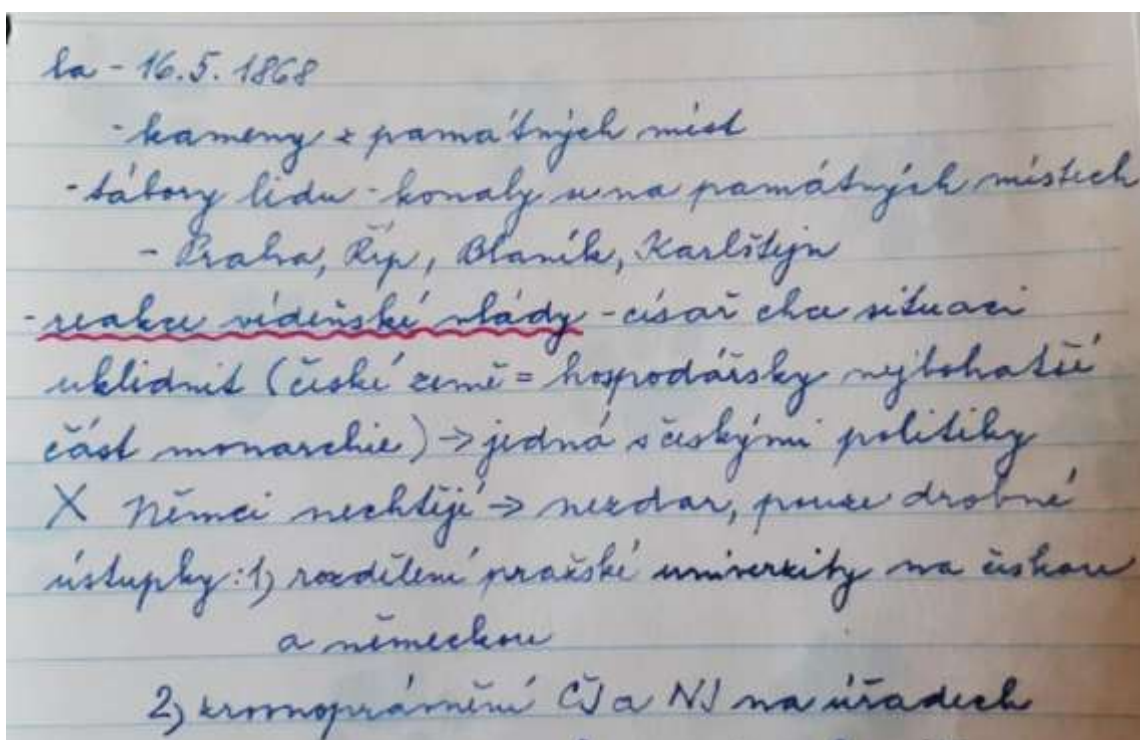 la - 16.5.1868
- kameny z památných míst
- tábory lidu - konaly se na památných místech
- Praha, Říp, Blaník, Karlštejn
- reakce vídeňské vlády - císař chce situaci
uklidnit (české země = hospodářsky nejbohatší
část monarchie) → jedná s českými politiky
X Němci nechtějí → nezdar, pouze drobné
ústupky: 1) rozdělení pražské univerzity na českou
a německou
2) zrovnoprávnění ČJ a NJ na úřadech